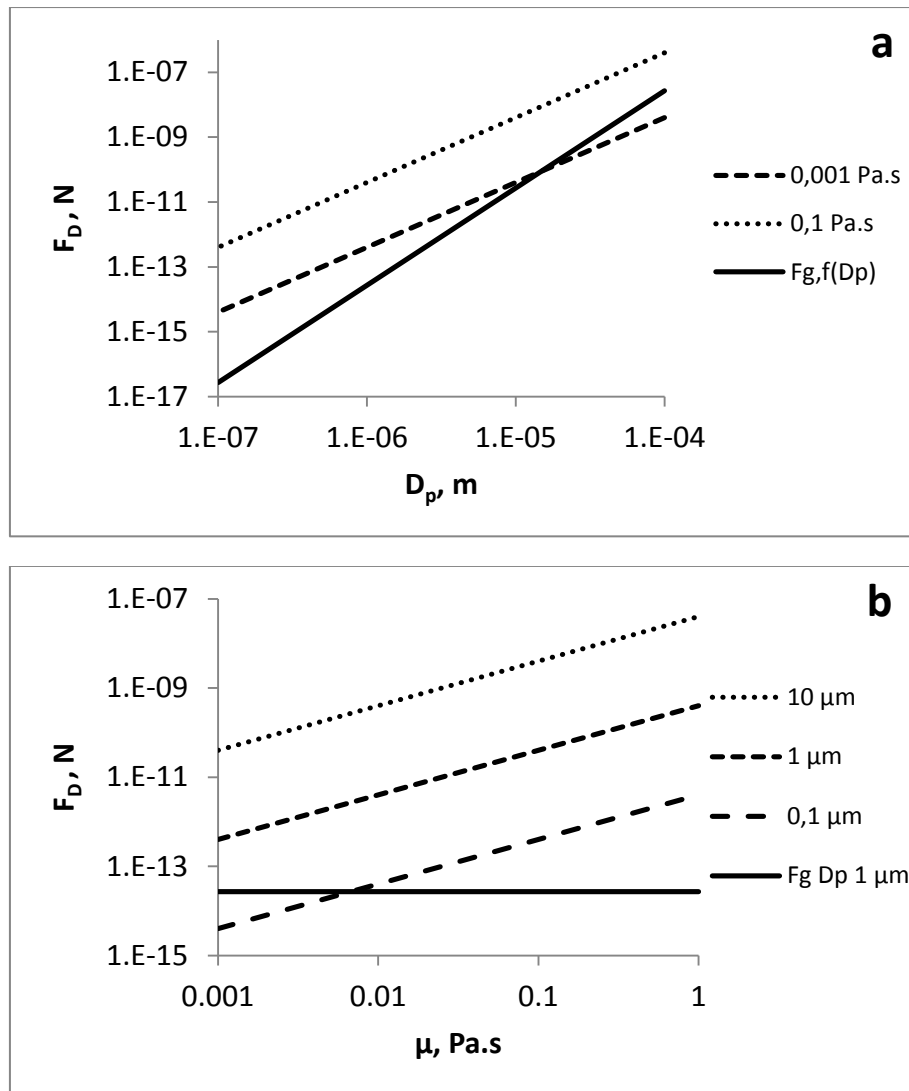 a
1.E-07
1.E-09
1.E-11
1.E-13
1.E-15
1.E-17
F_D, N
1.E-07 1.E-06 1.E-05 1.E-04
D_p, m
0,001 Pa.s
0,1 Pa.s
Fg,f(Dp)
b
1.E-07
1.E-09
1.E-11
1.E-13
1.E-15
F_D, N
0.001 0.01 0.1 1
μ, Pa.s
10 μm
1 μm
0,1 μm
Fg Dp 1 μm